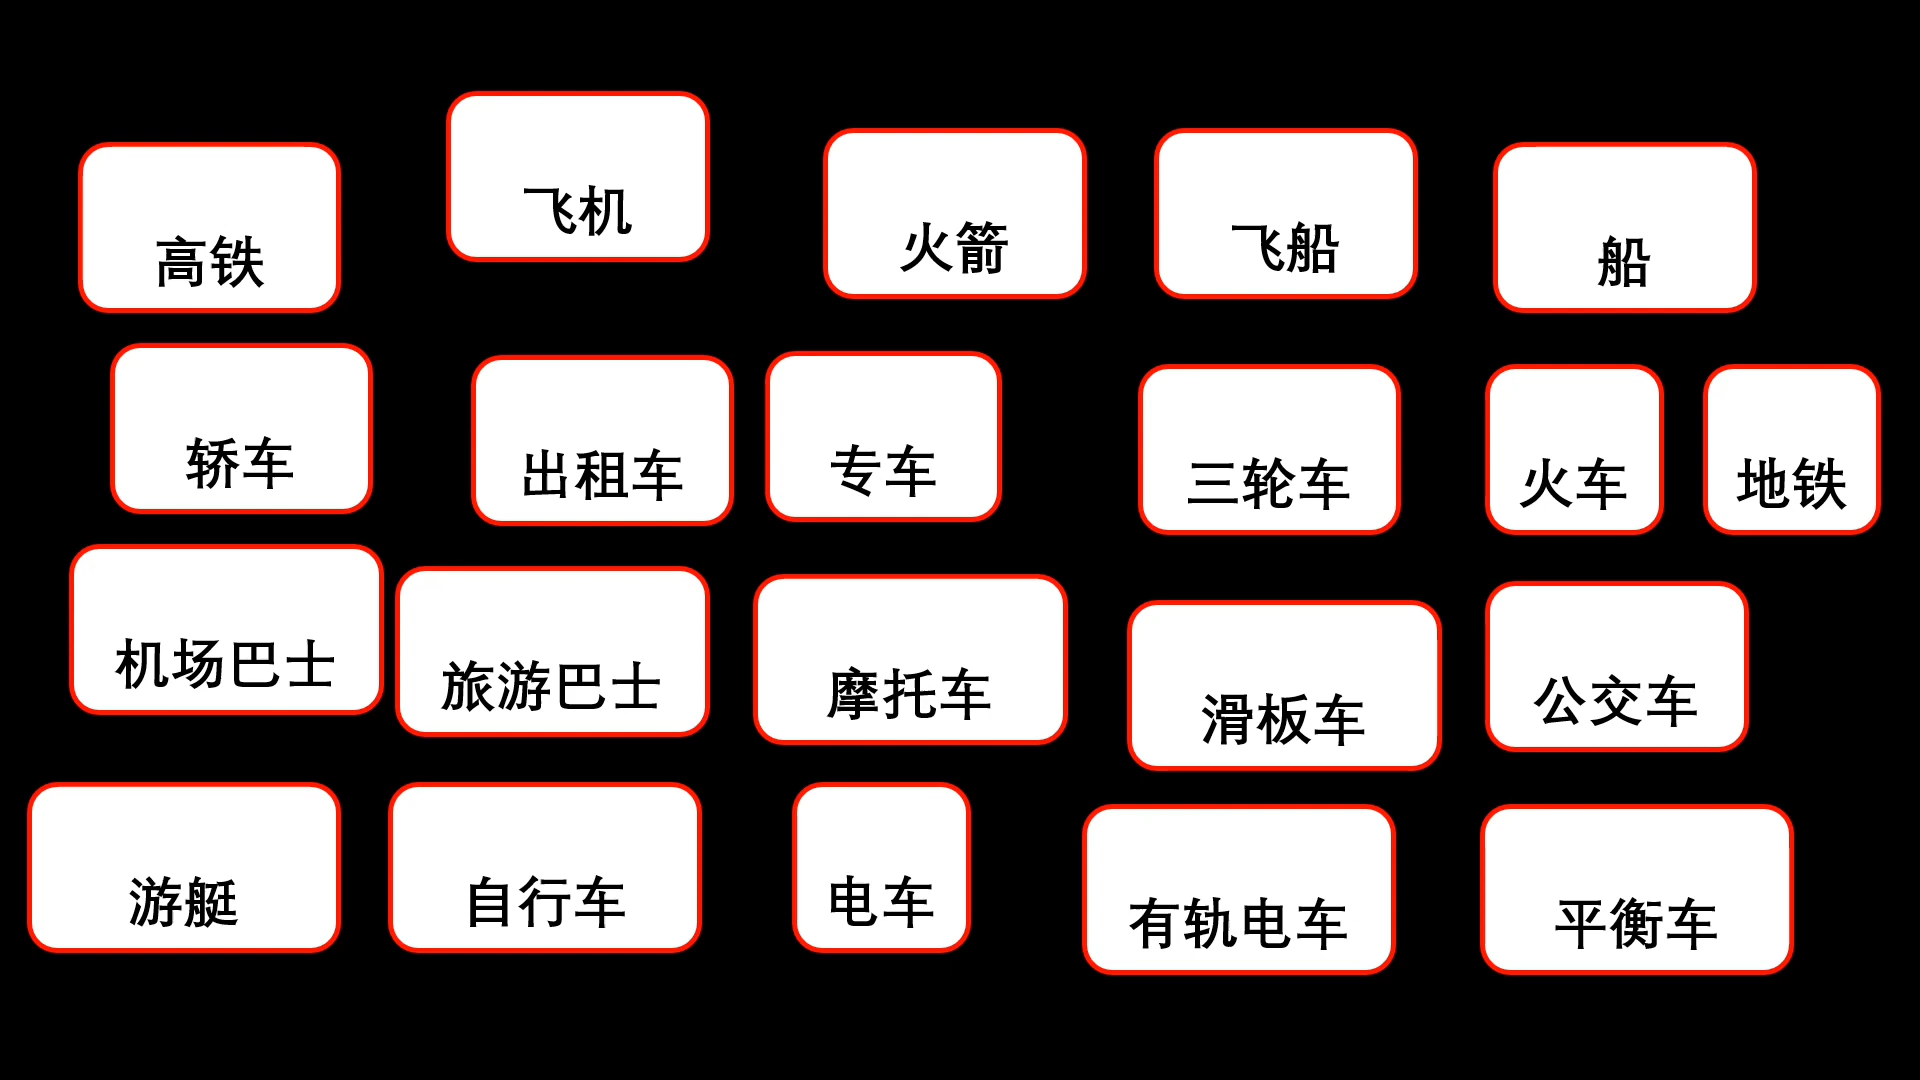 高铁
飞机
火箭
飞船
船
轿车
出租车
专车
三轮车
火车
地铁
机场巴士
旅游巴士
摩托车
滑板车
公交车
游艇
自行车
电车
有轨电车
平衡车